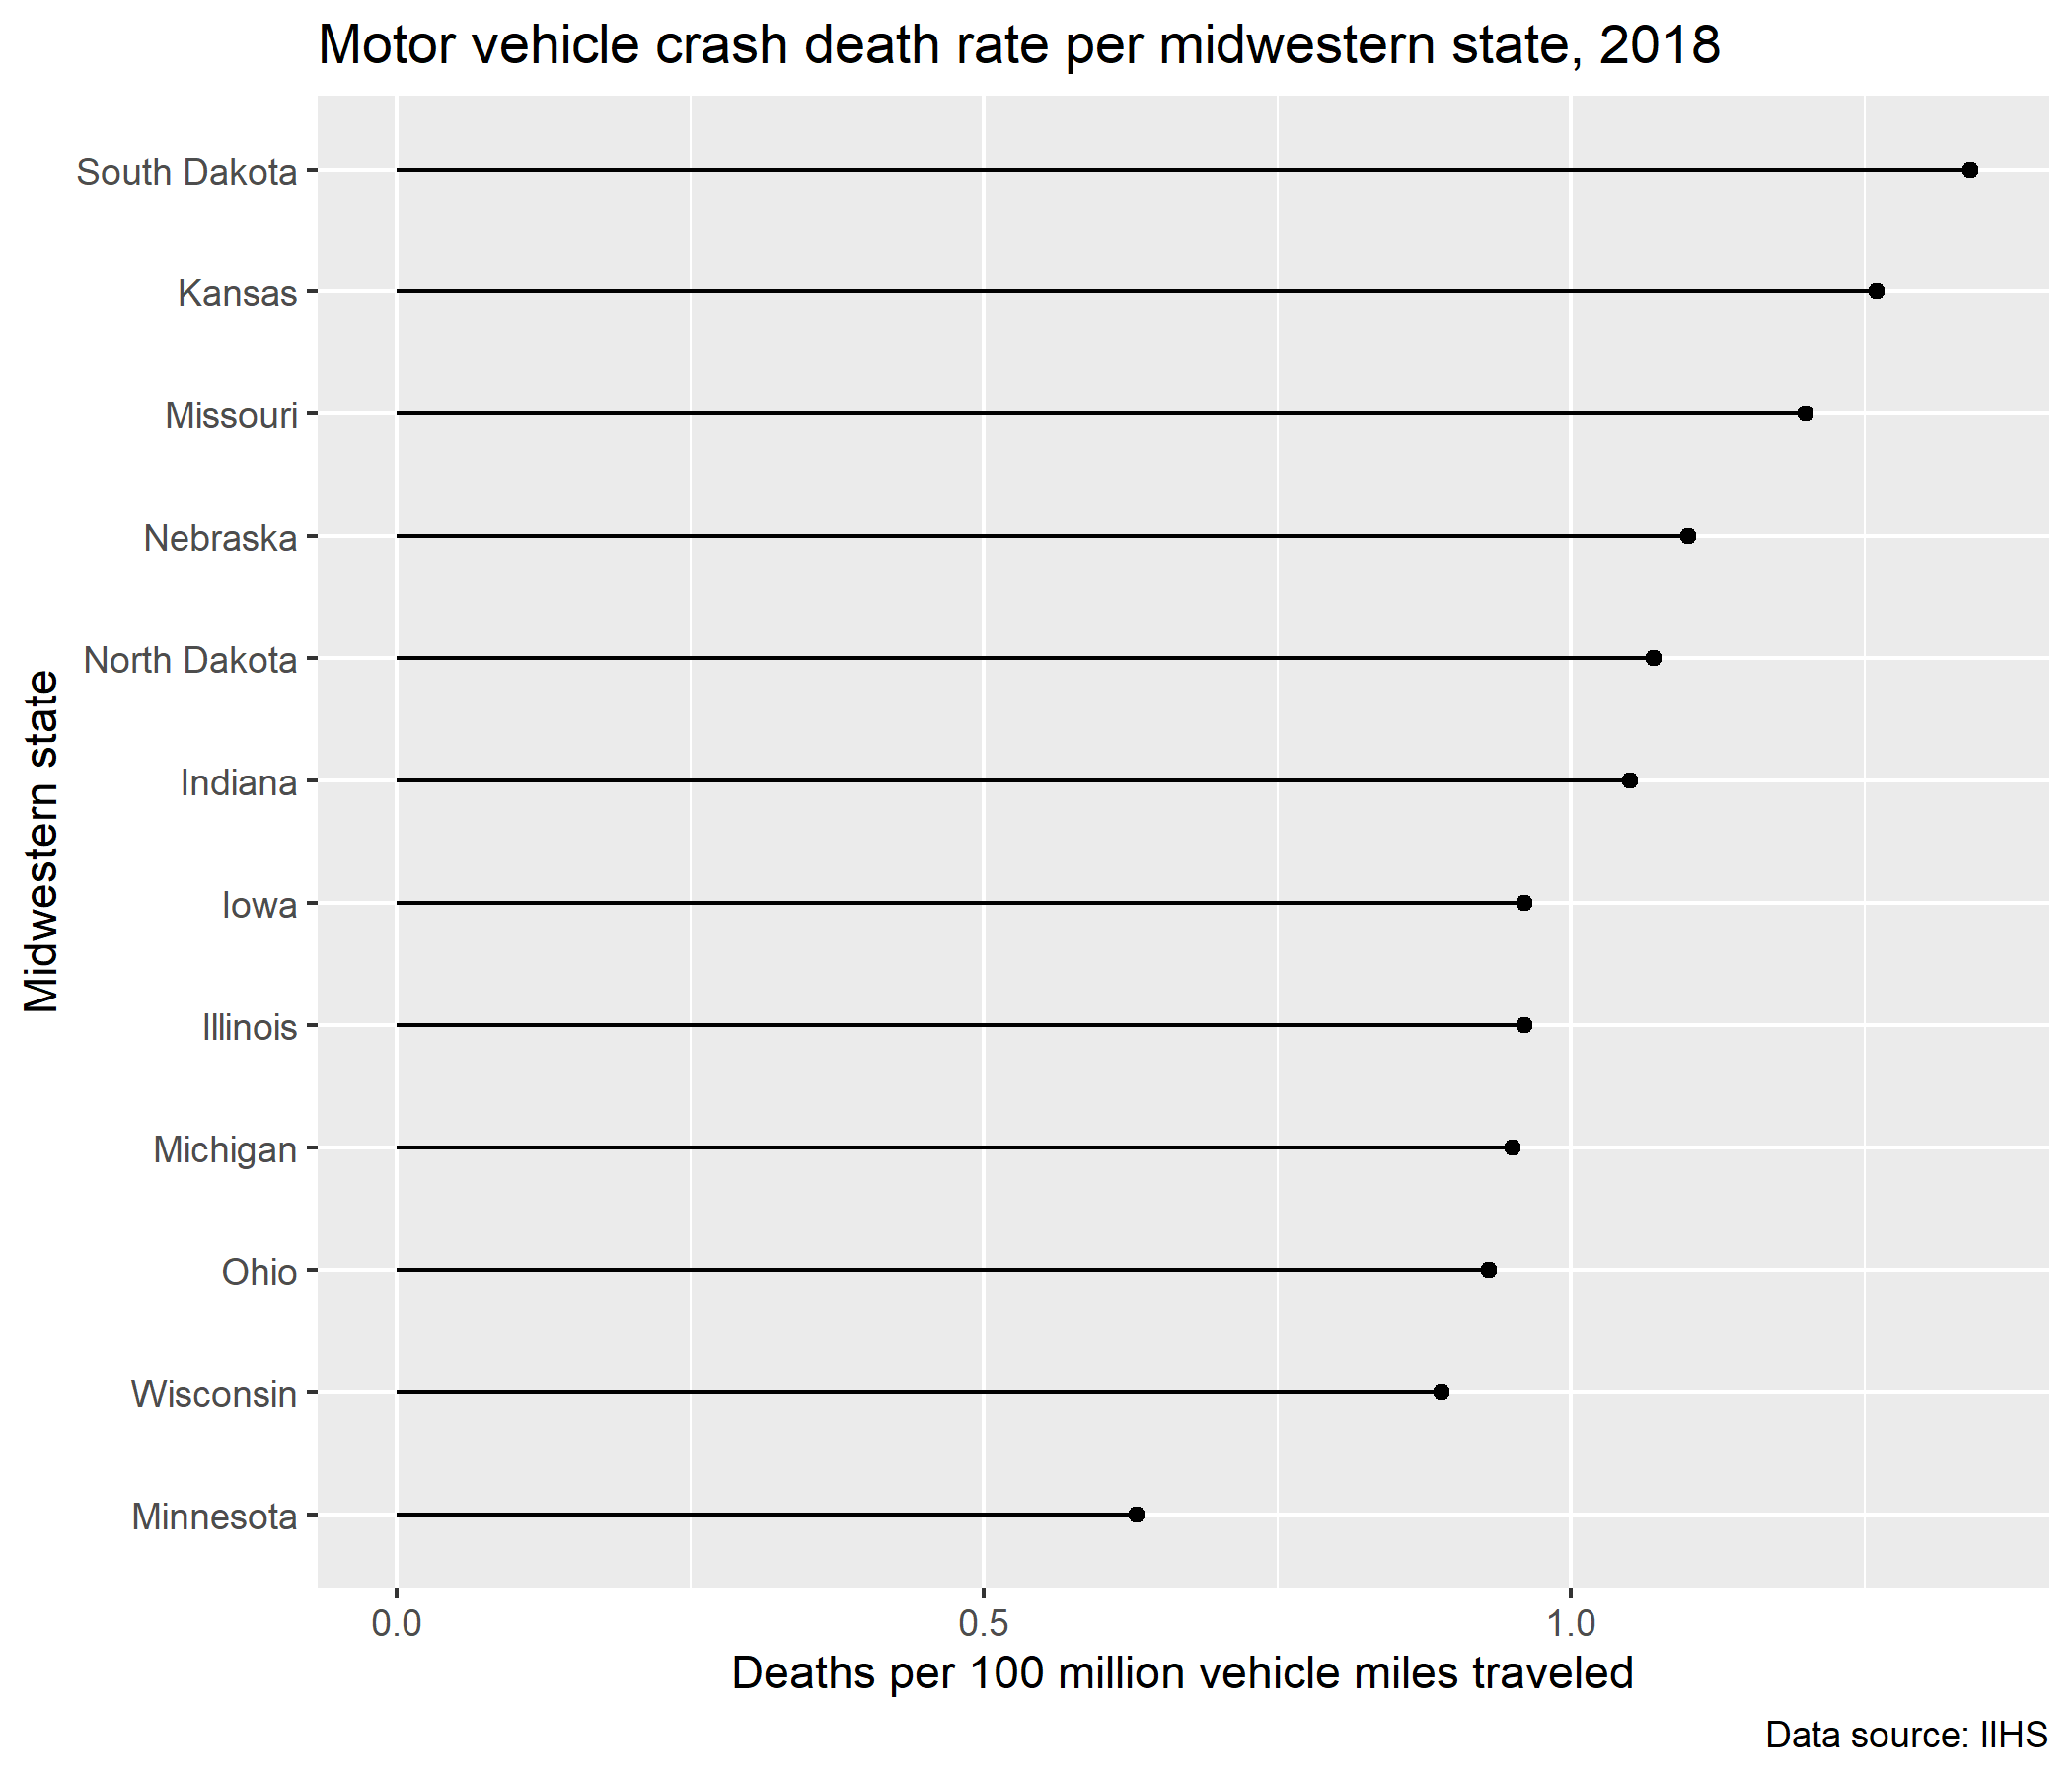 Motor vehicle crash death rate per midwestern state, 2018
South Dakota
Kansas
Missouri
Nebraska
North Dakota
Indiana
Iowa
Illinois
Michigan
Ohio
Wisconsin
Minnesota
Midwestern state
0.0 0.5 1.0
Deaths per 100 million vehicle miles traveled
Data source: IIHS